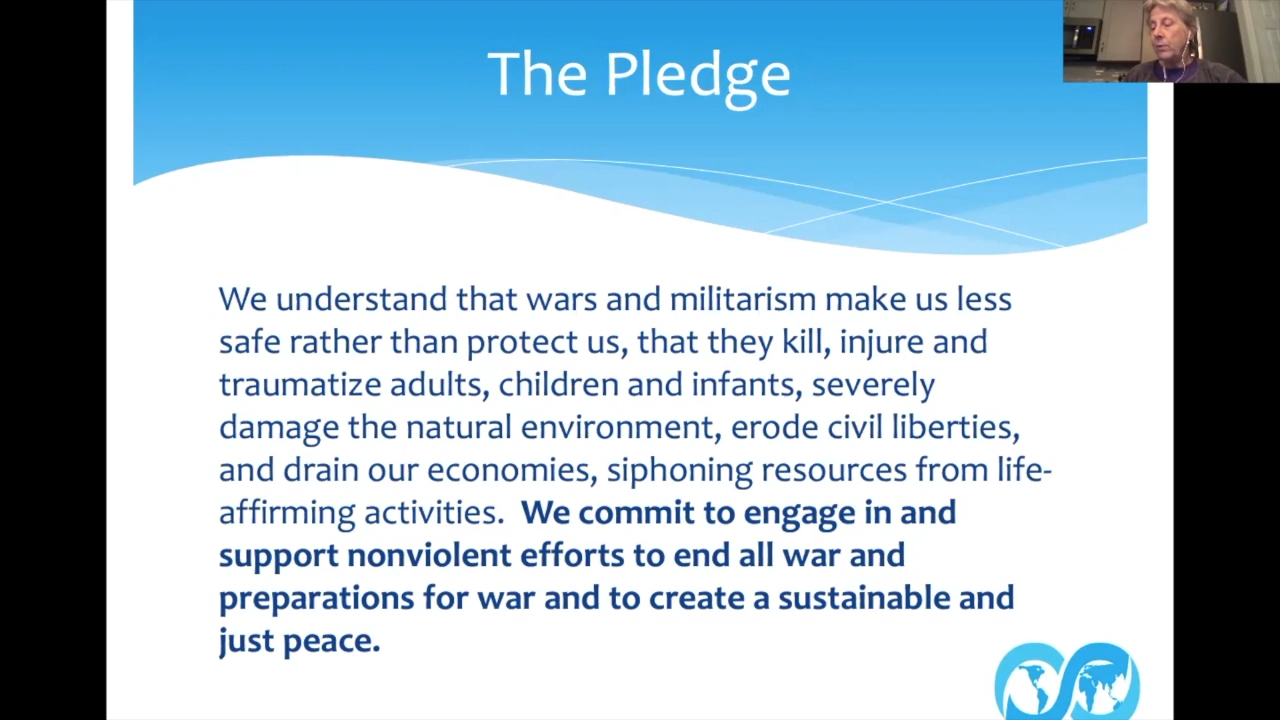 The Pledge
We understand that wars and militarism make us less
safe rather than protect us, that they kill, injure and
traumatize adults, children and infants, severely
damage the natural environment, erode civil liberties,
and drain our economies, siphoning resources from life-
affirming activities.  We commit to engage in and
support nonviolent efforts to end all war and
preparations for war and to create a sustainable and
just peace.